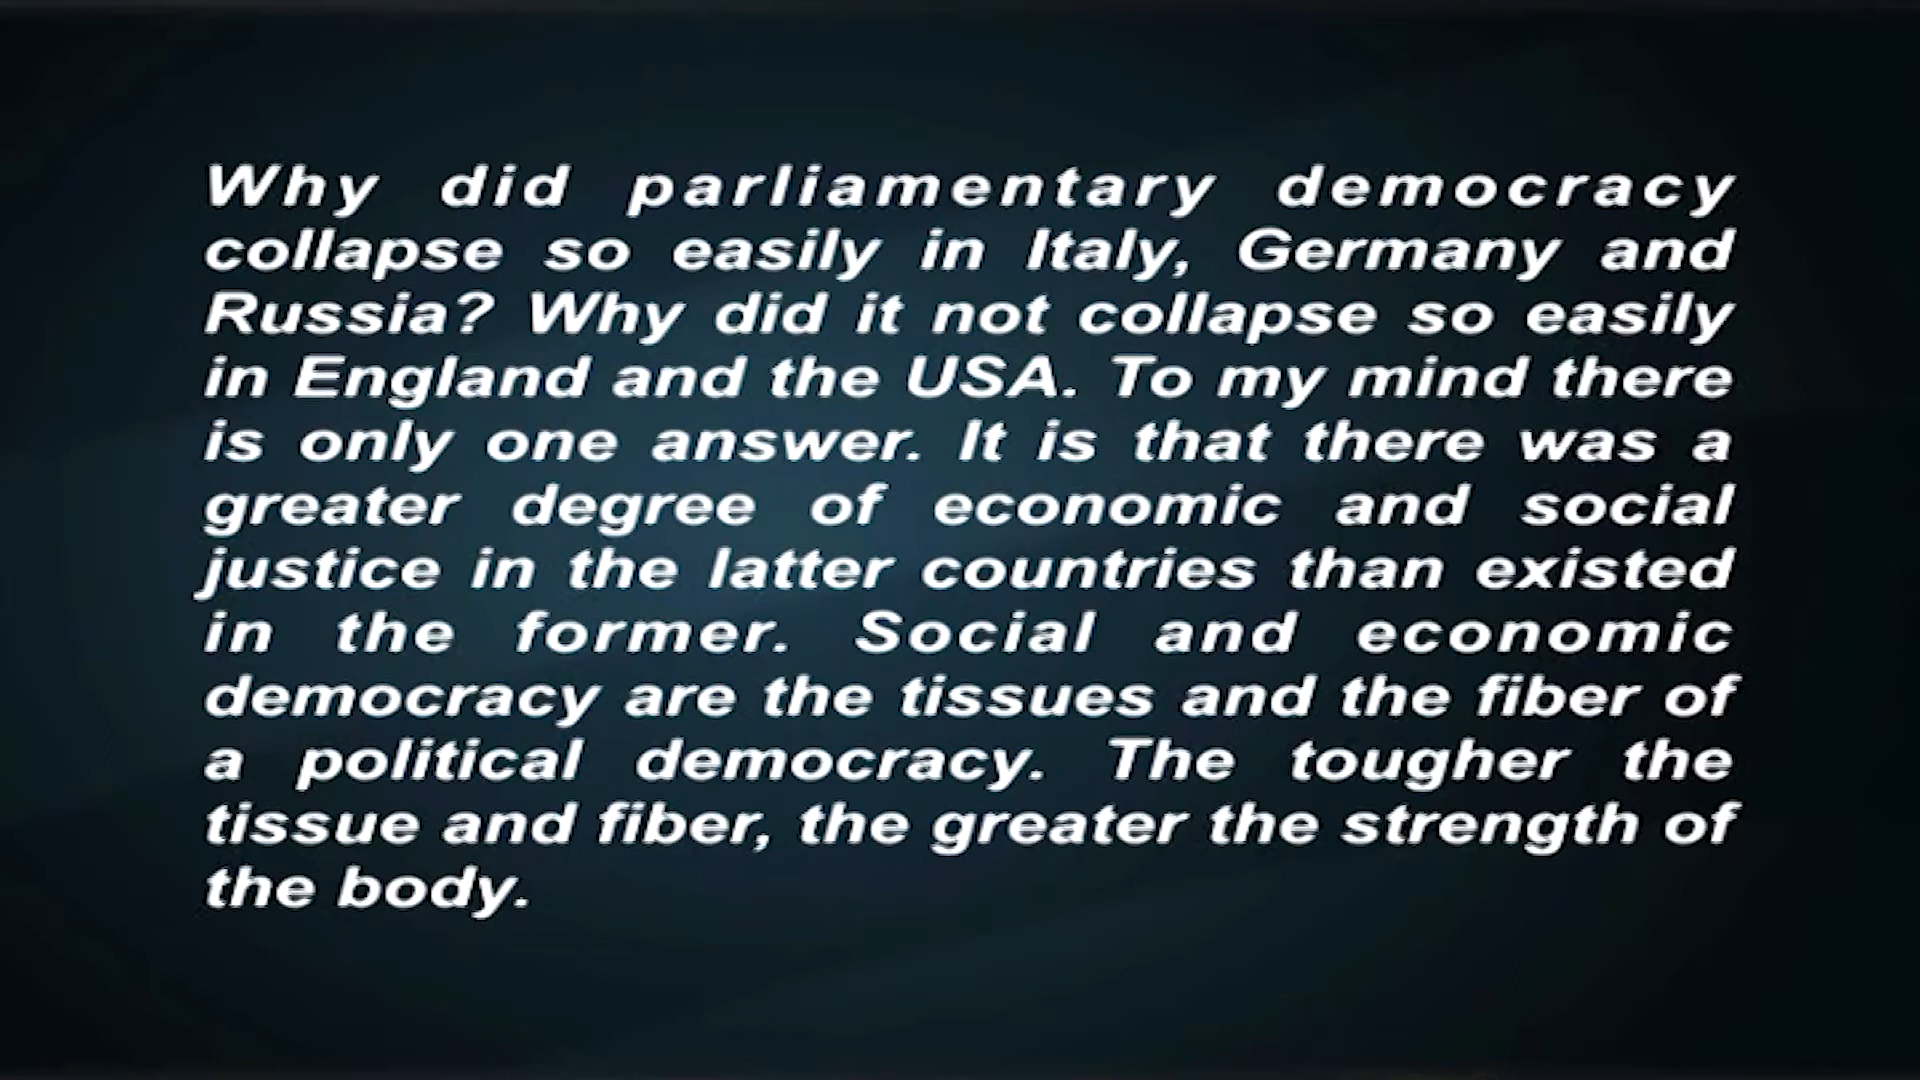 Why did parliamentary democracy
collapse so easily in Italy, Germany and
Russia? Why did it not collapse so easily
in England and the USA. To my mind there
is only one answer. It is that there was a
greater degree of economic and social
justice in the latter countries than existed
in the former. Social and economic
democracy are the tissues and the fiber of
a political democracy. The tougher the
tissue and fiber, the greater the strength of
the body.